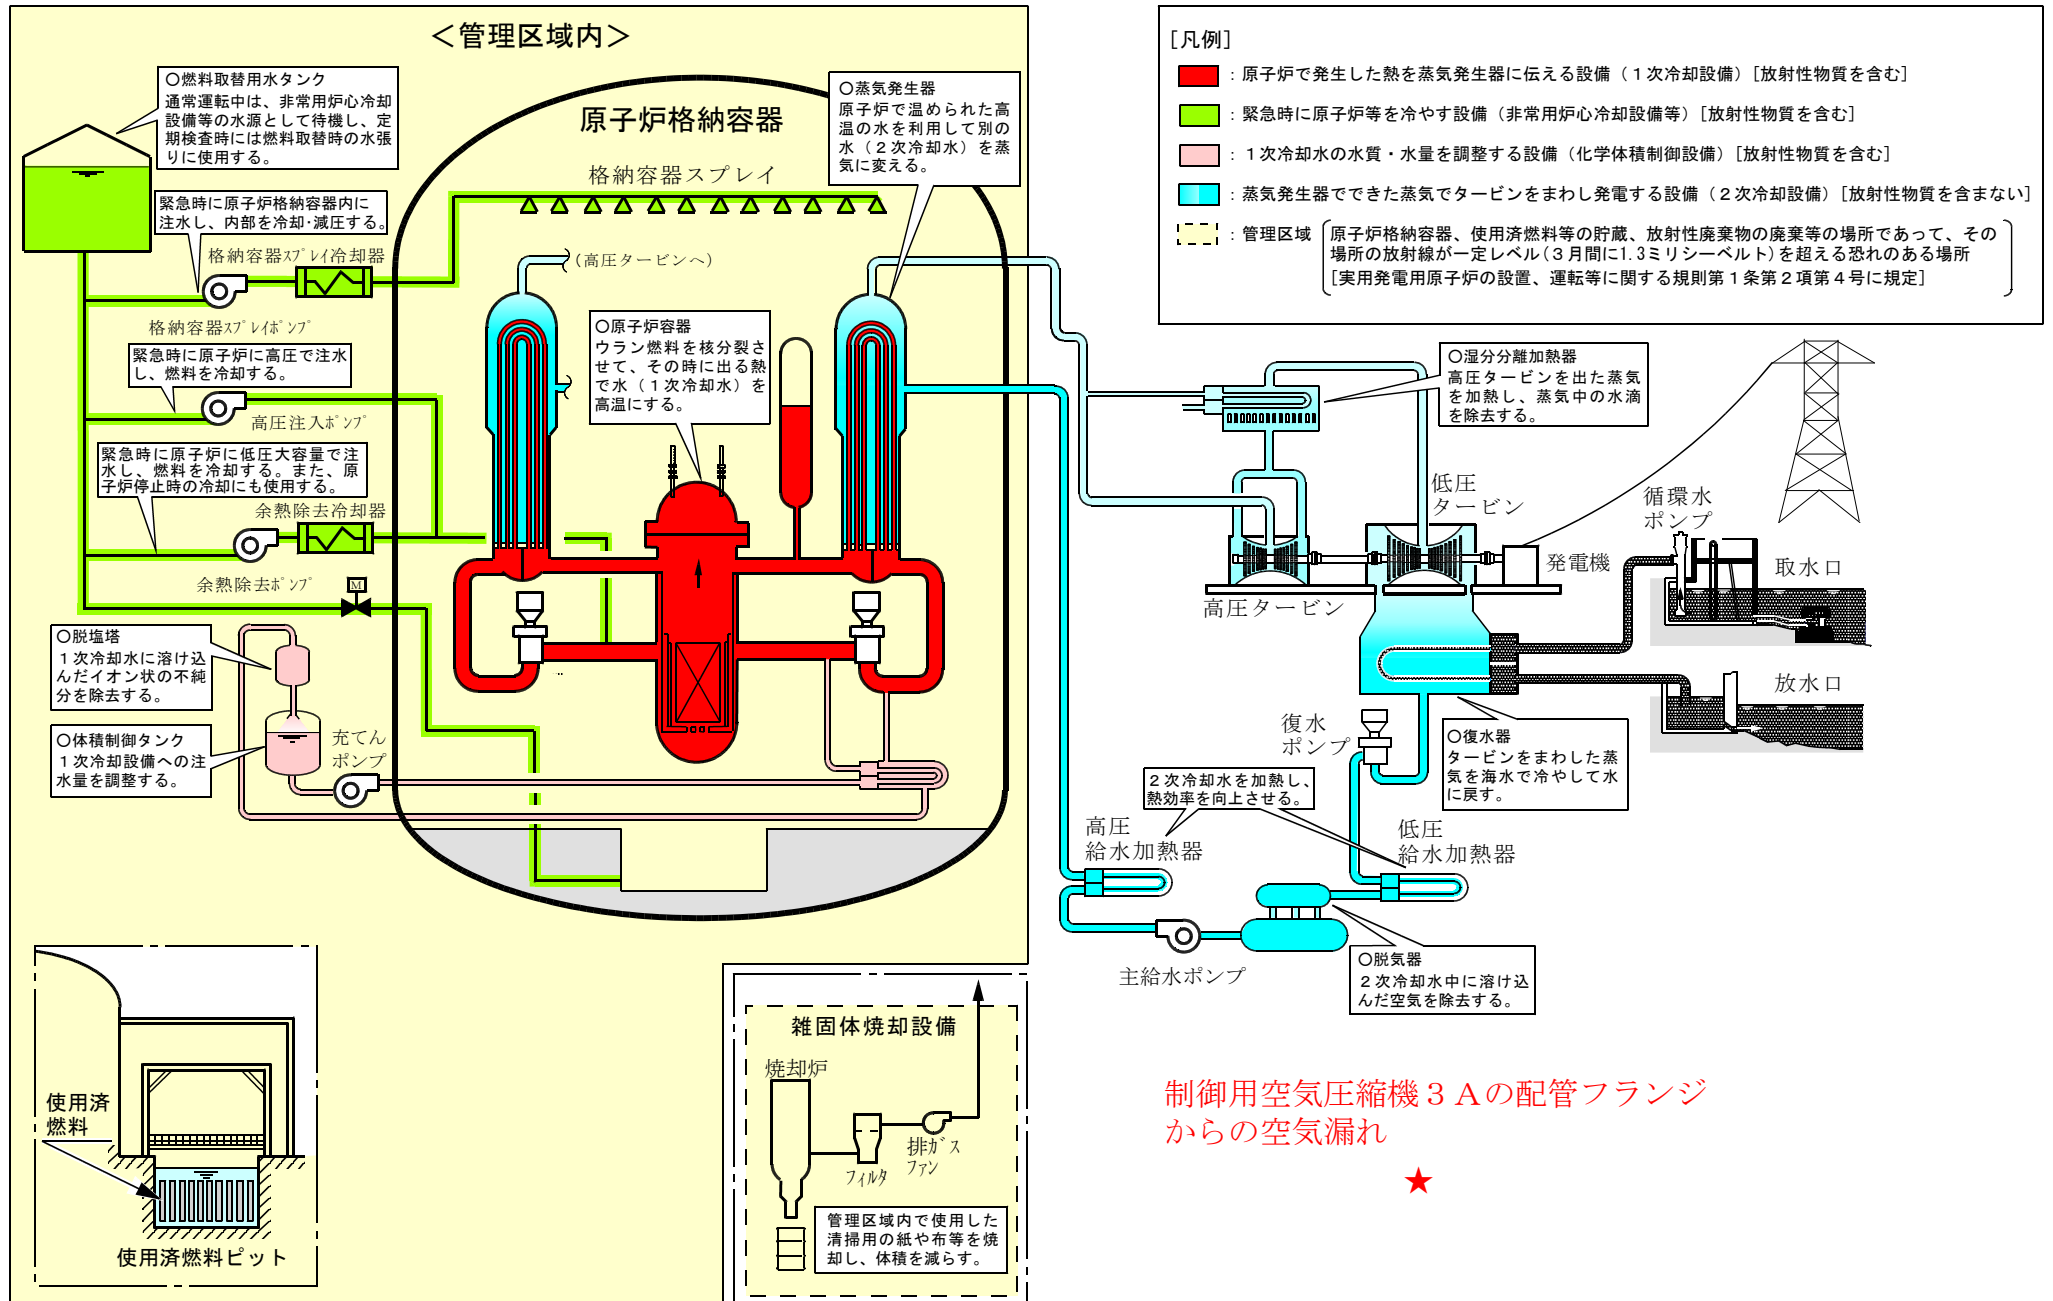 ＜管理区域内＞
○燃料取替用水タンク
通常運転中は、非常用炉心冷却
設備等の水源として待機し、定
期検査時には燃料取替時の水張
りに使用する。
緊急時に原子炉格納容器内に
注水し、内部を冷却･減圧する。
格納容器ｽﾌﾟﾚｲ冷却器
格納容器ｽﾌﾟﾚｲﾎﾟﾝﾌﾟ
緊急時に原子炉に高圧で注水
し、燃料を冷却する。
高圧注入ﾎﾟﾝﾌﾟ
緊急時に原子炉に低圧大容量で注
水し、燃料を冷却する。また、原
子炉停止時の冷却にも使用する。
余熱除去冷却器
余熱除去ﾎﾟﾝﾌﾟ
M
○脱塩塔
１次冷却水に溶け込
んだイオン状の不純
分を除去する。
○体積制御タンク
１次冷却設備への注
水量を調整する。
充てん
ポンプ
原子炉格納容器
格納容器スプレイ
(高圧タービンへ)
○蒸気発生器
原子炉で温められた高
温の水を利用して別の
水（２次冷却水）を蒸
気に変える。
○原子炉容器
ウラン燃料を核分裂さ
せて、その時に出る熱
で水（１次冷却水）を
高温にする。
[凡例]
：原子炉で発生した熱を蒸気発生器に伝える設備（１次冷却設備）[放射性物質を含む]
：緊急時に原子炉等を冷やす設備（非常用炉心冷却設備等）[放射性物質を含む]
：１次冷却水の水質・水量を調整する設備（化学体積制御設備）[放射性物質を含む]
：蒸気発生器でできた蒸気でタービンをまわし発電する設備（２次冷却設備）[放射性物質を含まない]
：管理区域
原子炉格納容器、使用済燃料等の貯蔵、放射性廃棄物の廃棄等の場所であって、その
場所の放射線が一定レベル(３月間に1.3ミリシーベルト)を超える恐れのある場所
[実用発電用原子炉の設置、運転等に関する規則第１条第２項第４号に規定]
○湿分分離加熱器
高圧タービンを出た蒸気
を加熱し、蒸気中の水滴
を除去する。
低圧
タービン
高圧タービン
発電機
循環水
ポンプ
取水口
放水口
復水
ポンプ
○復水器
タービンをまわした蒸
気を海水で冷やして水
に戻す。
２次冷却水を加熱し、
熱効率を向上させる。
高圧
給水加熱器
低圧
給水加熱器
主給水ポンプ
○脱気器
２次冷却水中に溶け込
んだ空気を除去する。
使用済
燃料
使用済燃料ピット
雑固体焼却設備
焼却炉
フィルタ
排ｶﾞｽ
ファン
管理区域内で使用した
清掃用の紙や布等を焼
却し、体積を減らす。
制御用空気圧縮機３Ａの配管フランジ
からの空気漏れ
★